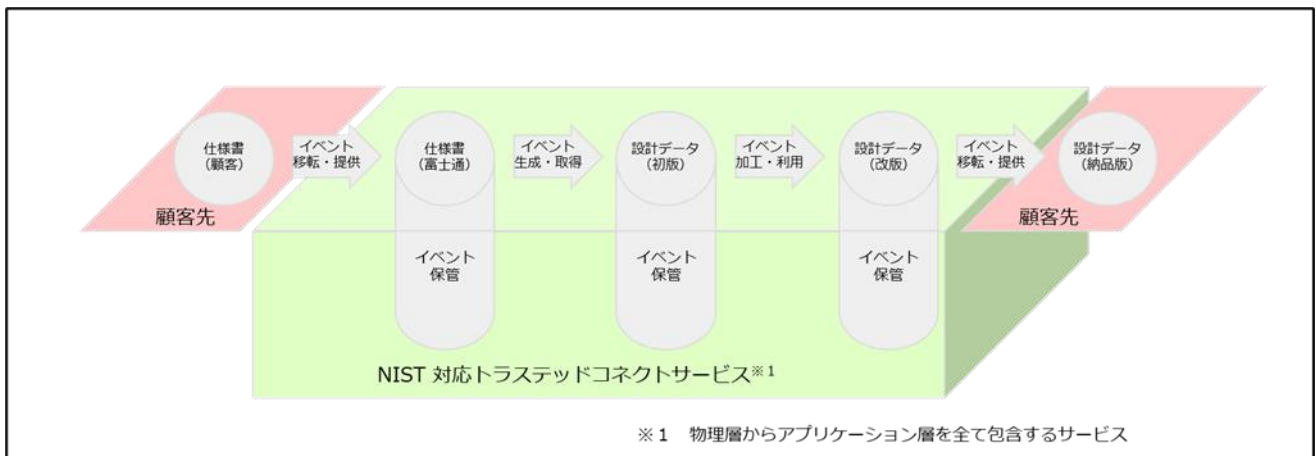 仕様書
(顧客)
イベント
移転・提供
仕様書
(富士通)
イベント
生成・取得
設計データ
(初版)
イベント
加工・利用
設計データ
(改版)
イベント
移転・提供
設計データ
(納品版)
顧客先
顧客先
イベント
保管
イベント
保管
イベント
保管
NIST 対応トラステッドコネクトサービス※1
※1 物理層からアプリケーション層を全て包含するサービス